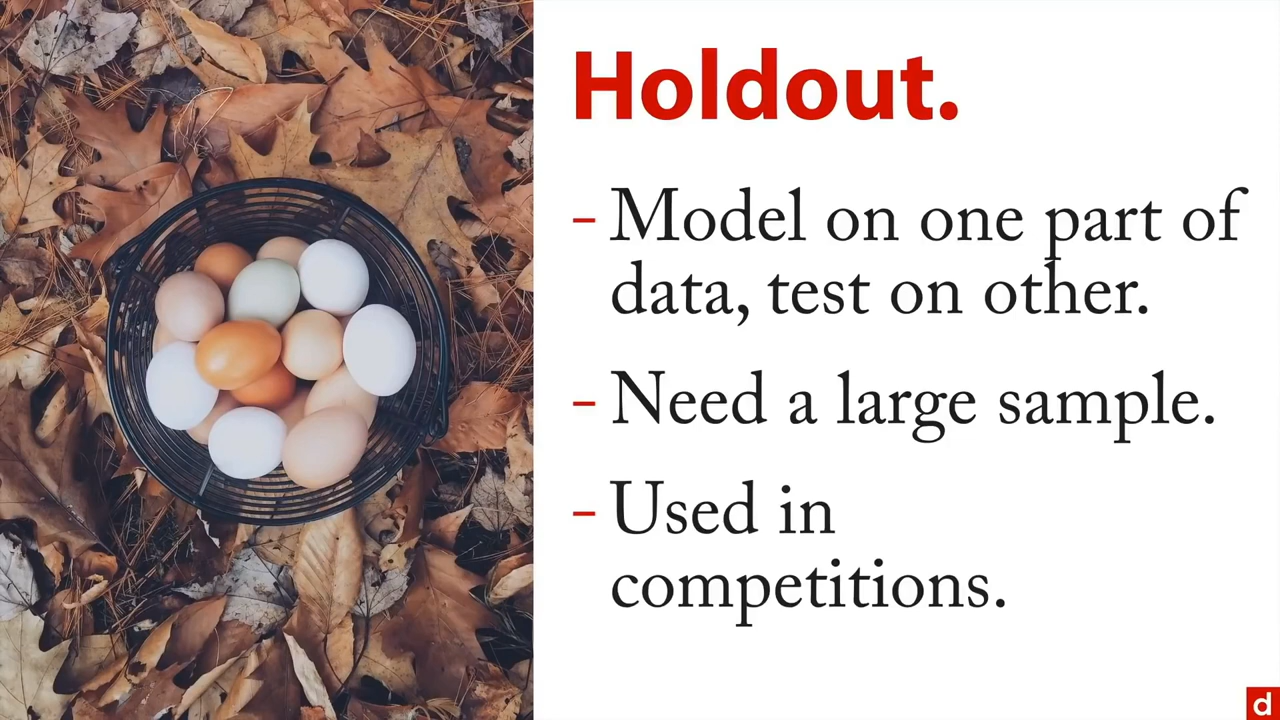 Holdout.
- Model on one part of
data, test on other.
- Need a large sample.
- Used in
competitions.
d